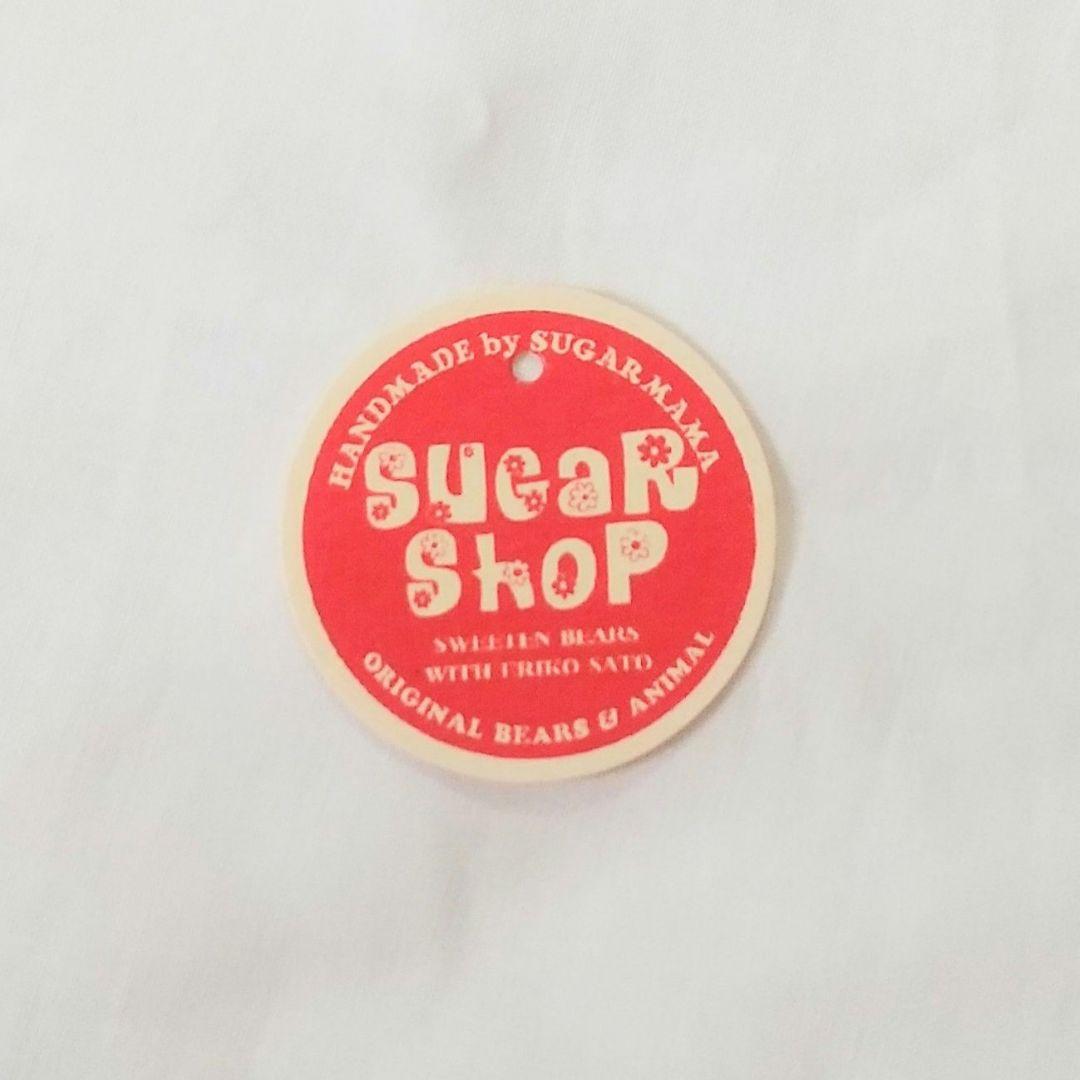 HANDMADE by SUGARMAMA
SUGAR
SHOP
SWEETEN BEARS
WITH ERIKO SATO
ORIGINAL BEARS & ANIMAL